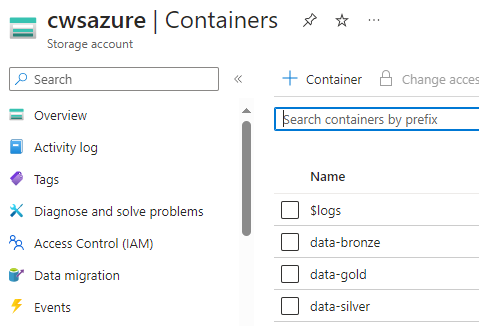 cwsazure | Containers
Storage account
Search
Container
Change acces
Search containers by prefix
Overview
Activity log
Tags
Diagnose and solve problems
Access Control (IAM)
Data migration
Events
Name
$logs
data-bronze
data-gold
data-silver